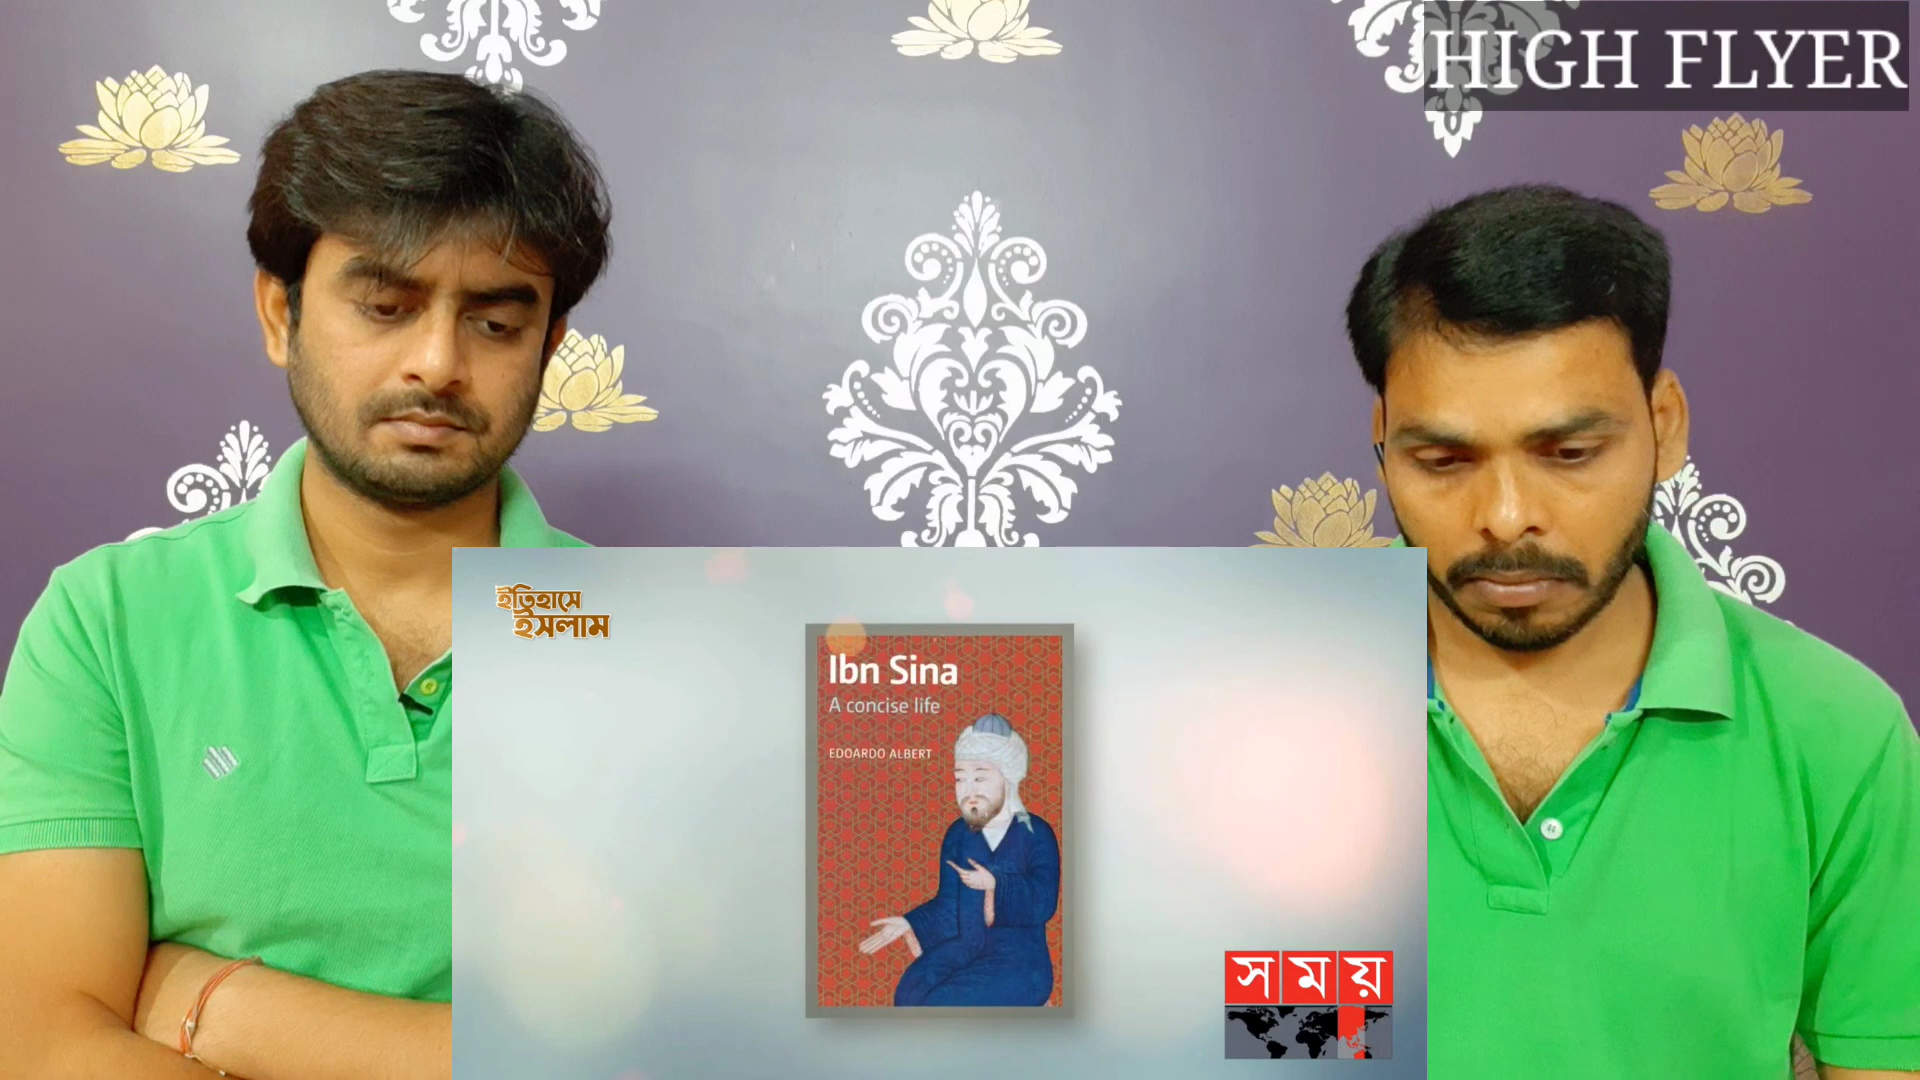 HIGH FLYER
ইতিহাসে
ইসলাম
Ibn Sina
A concise life
EDOARDO ALBERT
সময়